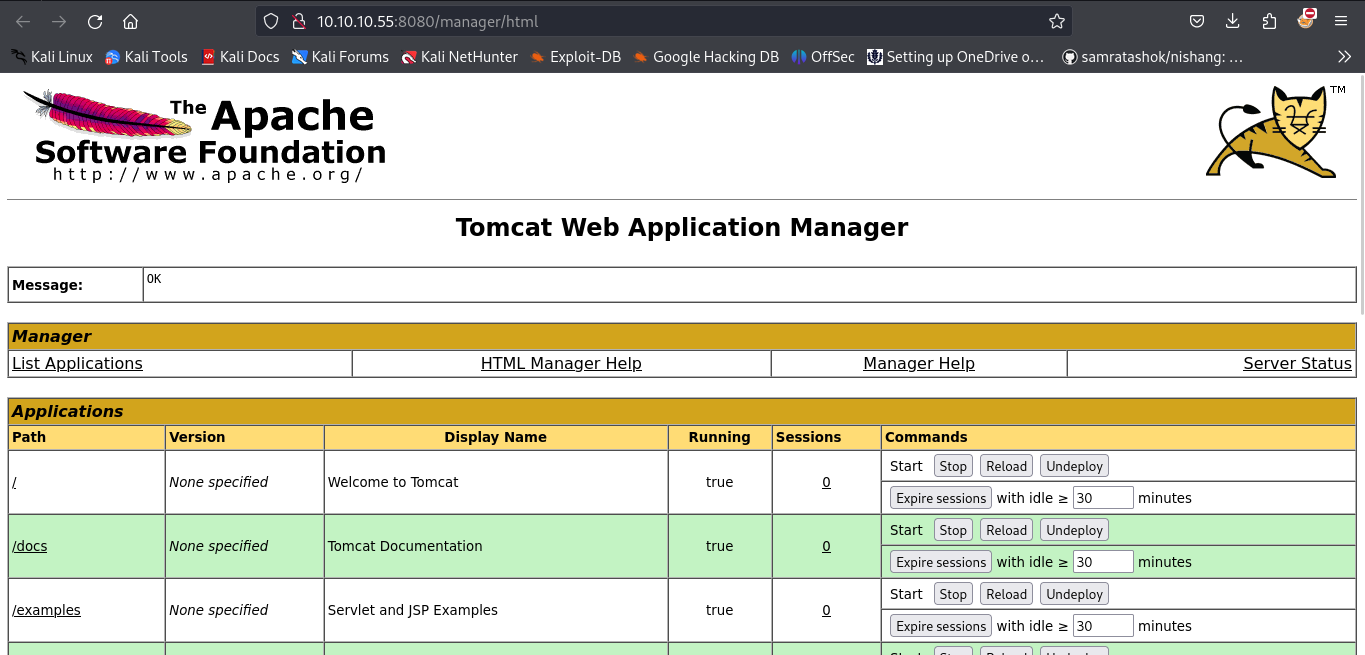 10.10.10.55:8080/manager/html
Kali Linux Kali Tools Kali Docs Kali Forums Kali NetHunter Exploit-DB Google Hacking DB OffSec Setting up OneDrive o… samratashok/nishang: …
The Apache
Software Foundation
http://www.apache.org/
TM
Tomcat Web Application Manager
Message: OK
Manager
List Applications HTML Manager Help Manager Help Server Status
Applications
Path Version Display Name Running Sessions Commands
/ None specified Welcome to Tomcat true 0 Start Stop Reload Undeploy
Expire sessions with idle ≥ 30 minutes
/docs None specified Tomcat Documentation true 0 Start Stop Reload Undeploy
Expire sessions with idle ≥ 30 minutes
/examples None specified Servlet and JSP Examples true 0 Start Stop Reload Undeploy
Expire sessions with idle ≥ 30 minutes
Start Stop Reload Undeploy